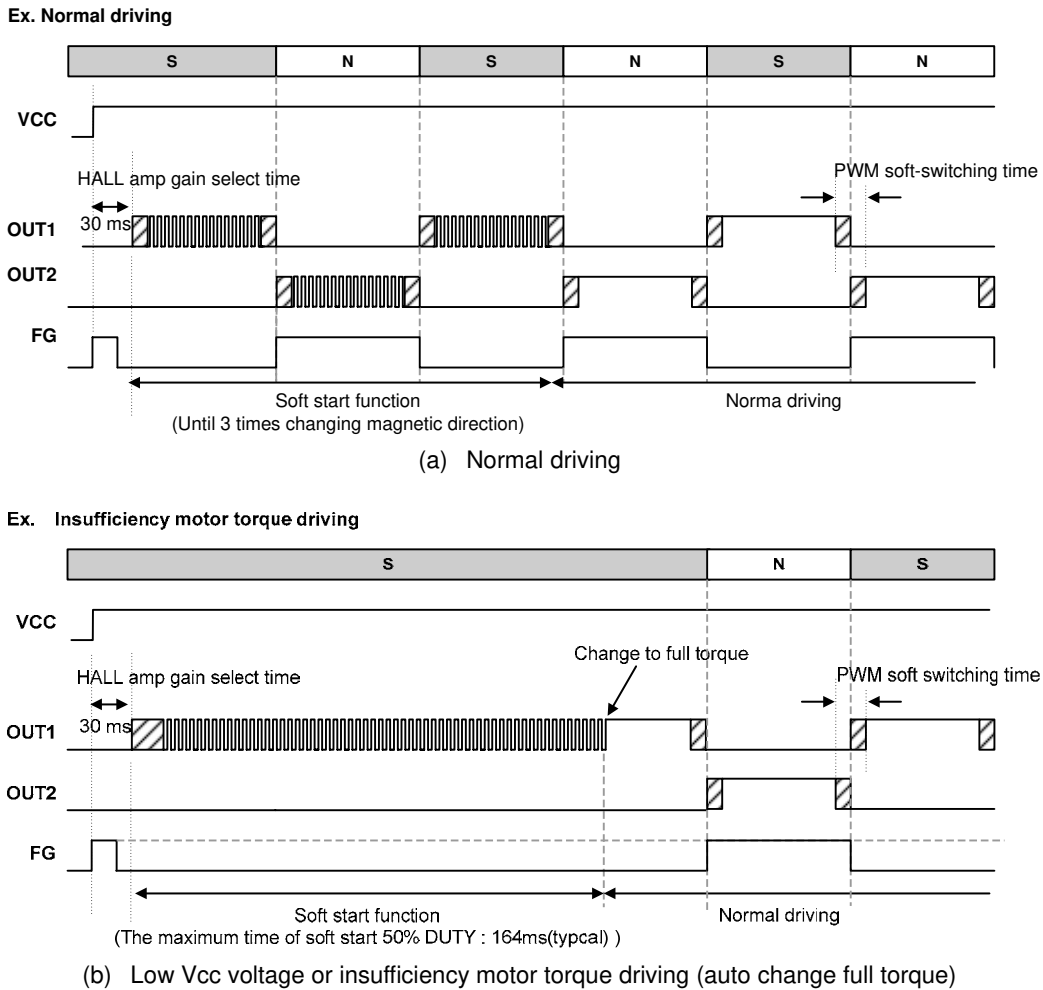 Ex. Normal driving
S N S N S N
VCC
HALL amp gain select time
PWM soft-switching time
30 ms
OUT1
OUT2
FG
Soft start function
Norma driving
(Until 3 times changing magnetic direction)
(a) Normal driving
Ex. Insufficiency motor torque driving
S N S
VCC
Change to full torque
HALL amp gain select time
PWM soft switching time
30 ms
OUT1
OUT2
FG
Soft start function
Normal driving
(The maximum time of soft start 50% DUTY : 164ms(typcal) )
(b) Low Vcc voltage or insufficiency motor torque driving (auto change full torque)